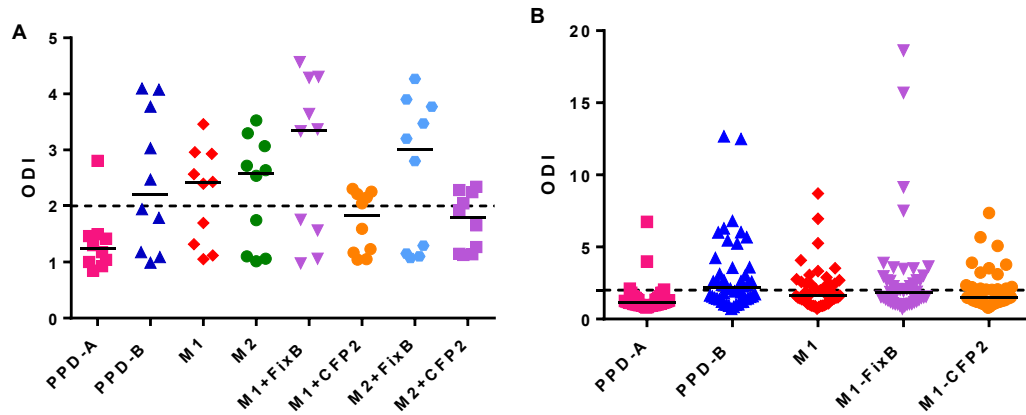 A
ODI
5
4
3
2
1
0
PPD-A
PPD-B
M1
M2
M1+FixB
M1+CFP2
M2+FixB
M2+CFP2
B
ODI
20
15
10
5
0
PPD-A
PPD-B
M1
M1-FixB
M1-CFP2